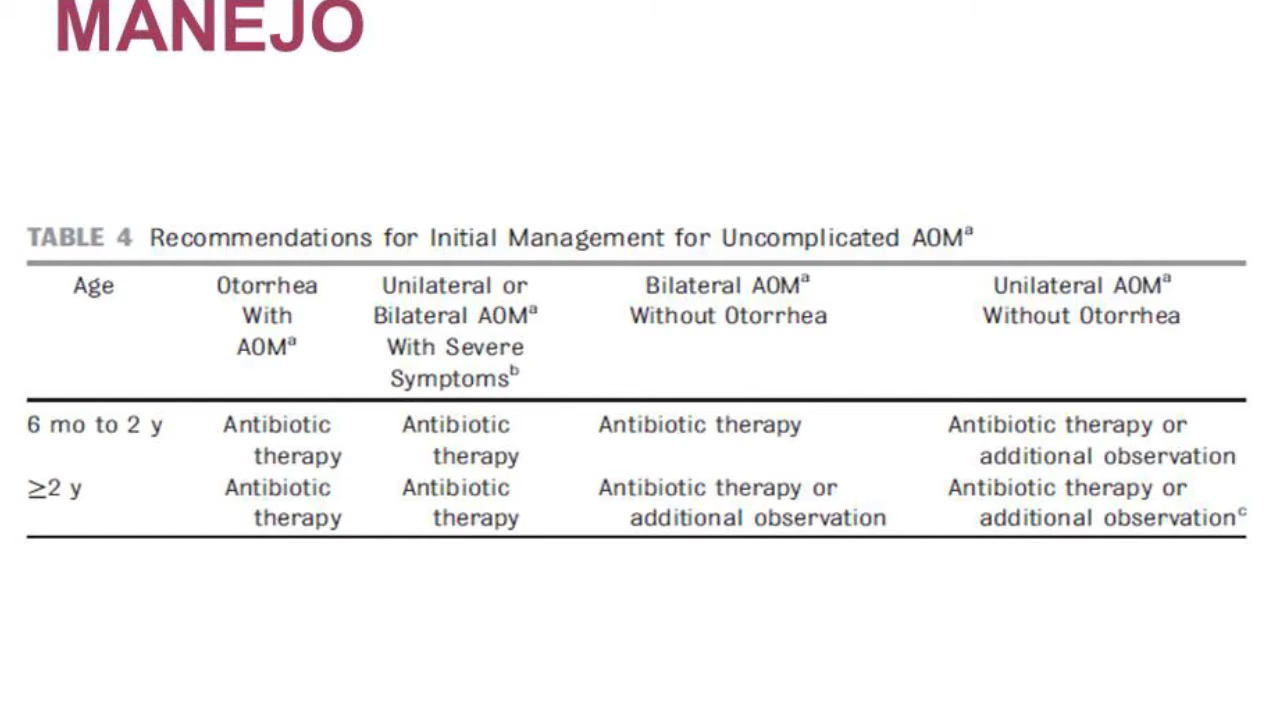 MANEJO
TABLE 4 Recommendations for Initial Management for Uncomplicated AOMᵃ
Age Otorrhea Unilateral or Bilateral AOMᵃ Unilateral AOMᵃ
With Bilateral AOMᵃ Without Otorrhea Without Otorrhea
AOMᵃ With Severe
Symptomsᵇ
6 mo to 2 y Antibiotic Antibiotic Antibiotic therapy Antibiotic therapy or
therapy therapy additional observation
≥2 y Antibiotic Antibiotic Antibiotic therapy or Antibiotic therapy or
therapy therapy additional observation additional observationᶜ